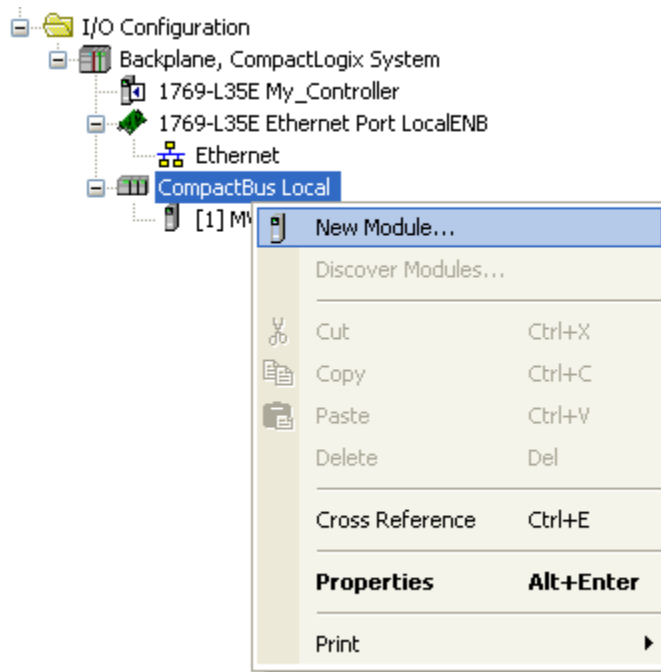 I/O Configuration
Backplane, CompactLogix System
1769-L35E My_Controller
1769-L35E Ethernet Port LocalENB
Ethernet
CompactBus Local
[1]
New Module...
Discover Modules...
Cut Ctrl+X
Copy Ctrl+C
Paste Ctrl+V
Delete Del
Cross Reference Ctrl+E
Properties Alt+Enter
Print